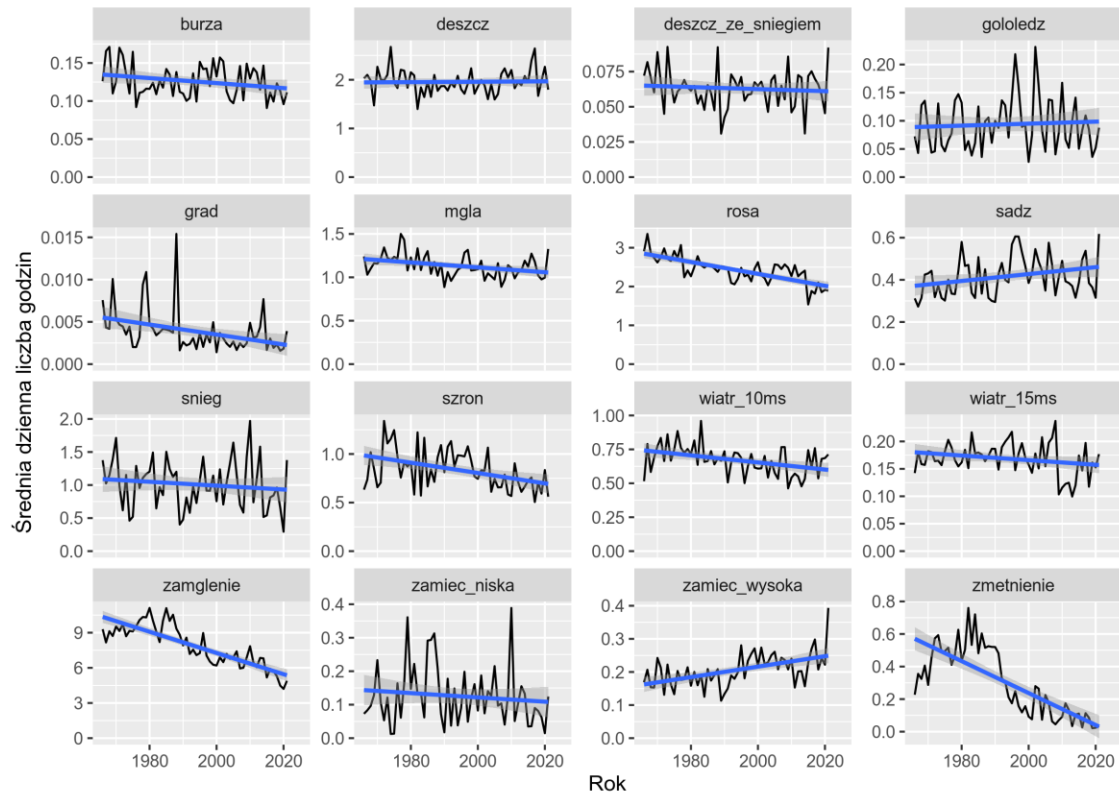 burza deszcz deszcz_ze_sniegiem gololedz
0.15 3 0.075 0.20
0.10 2 0.050 0.15
0.05 1 0.025 0.10
0.00 0 0.000 0.05
0.00
grad mgla rosa sadz
0.015 1.5 3 0.6
0.010 1.0 2 0.4
0.005 0.5 1 0.2
0.000 0.0 0 0.0
Średnia dzienna liczba godzin
snieg szron wiatr_10ms wiatr_15ms
2.0 1.00 0.20
1.5 1.0 0.75 0.15
1.0 0.5 0.50 0.10
0.5 0.25 0.05
0.0 0.0 0.00 0.00
zamglenie zamiec_niska zamiec_wysoka zmetnienie
9 0.4 0.4 0.8
6 0.3 0.3 0.6
3 0.2 0.2 0.4
0 0.1 0.1 0.2
0.0 0.0 0.0
1980 2000 2020 1980 2000 2020 1980 2000 2020 1980 2000 2020
Rok